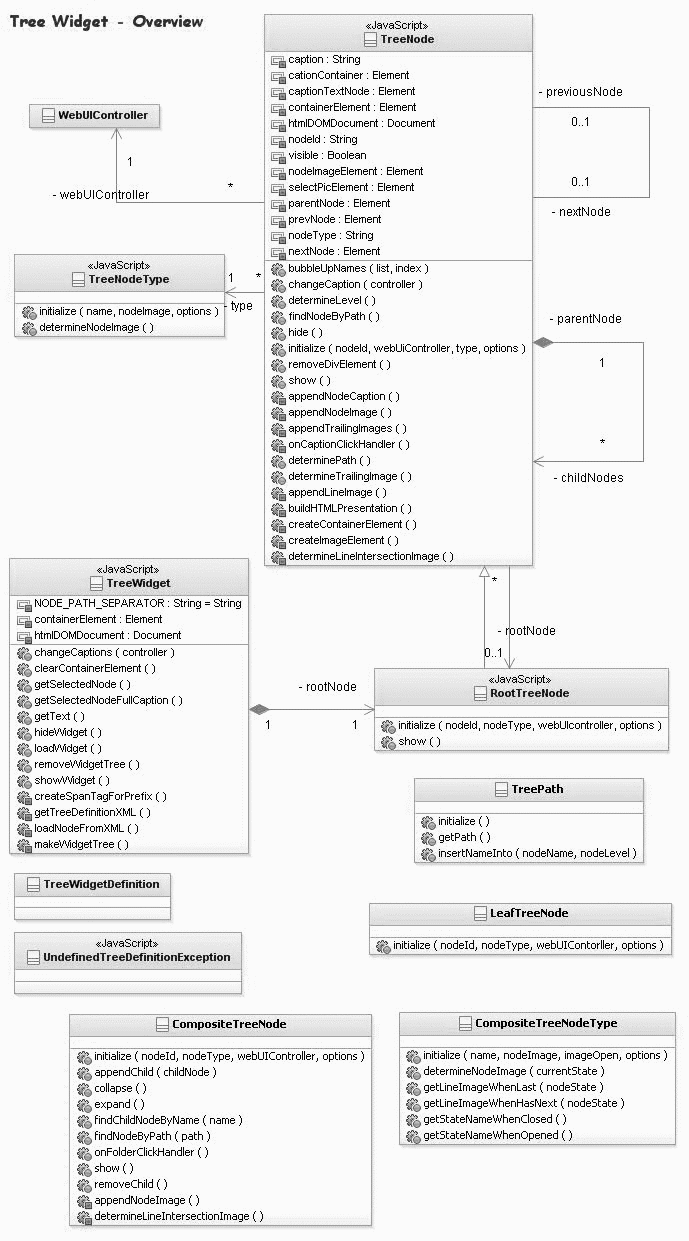 Tree Widget - Overview
«JavaScript»
TreeNode
caption : String
cationContainer : Element
captionTextNode : Element
containerElement : Element
htmlDOMDocument : Document
nodeId : String
visible : Boolean
nodeImageElement : Element
selectPicElement : Element
parentNode : Element
prevNode : Element
nodeType : String
nextNode : Element
bubbleUpNames ( list, index )
changeCaption ( controller )
determineLevel ( )
findNodeByPath ( )
hide ( )
initialize ( nodeId, webUiController, type, options )
removeDivElement ( )
show ( )
appendNodeCaption ( )
appendNodeImage ( )
appendTrailingImages ( )
onCaptionClickHandler ( )
determinePath ( )
determineTrailingImage ( )
appendLineImage ( )
buildHTMLPresentation ( )
createContainerElement ( )
createImageElement ( )
determineLineIntersectionImage ( )
- previousNode
0..1
0..1
- nextNode
WebUIController
1
- webUIController
*
«JavaScript»
TreeNodeType
initialize ( name, nodeImage, options )
determineNodeImage ( )
1
*
- type
- parentNode
1
*
- childNodes
«JavaScript»
TreeWidget
NODE_PATH_SEPARATOR : String = String
containerElement : Element
htmlDOMDocument : Document
changeCaptions ( controller )
clearContainerElement ( )
getSelectedNode ( )
getSelectedNodeFullCaption ( )
getText ( )
hideWidget ( )
loadWidget ( )
removeWidgetTree ( )
showWidget ( )
createSpanTagForPrefix ( )
getTreeDefinitionXML ( )
loadNodeFromXML ( )
makeWidgetTree ( )
*
- rootNode
0..1
- rootNode
1
1
«JavaScript»
RootTreeNode
initialize ( nodeId, nodeType, webUIcontroller, options )
show ( )
TreePath
initialize ( )
getPath ( )
insertNameInto ( nodeName, nodeLevel )
TreeWidgetDefinition
LeafTreeNode
initialize ( nodeId, nodeType, webUIContorller, options )
«JavaScript»
UndefinedTreeDefinitionException
CompositeTreeNode
initialize ( nodeId, nodeType, webUIController, options )
appendChild ( childNode )
collapse ( )
expand ( )
findChildNodeByName ( name )
findNodeByPath ( path )
onFolderClickHandler ( )
show ( )
removeChild ( )
appendNodeImage ( )
determineLineIntersectionImage ( )
CompositeTreeNodeType
initialize ( name, nodeImage, imageOpen, options )
determineNodeImage ( currentState )
getLineImageWhenLast ( nodeState )
getLineImageWhenHasNext ( nodeState )
getStateNameWhenClosed ( )
getStateNameWhenOpened ( )